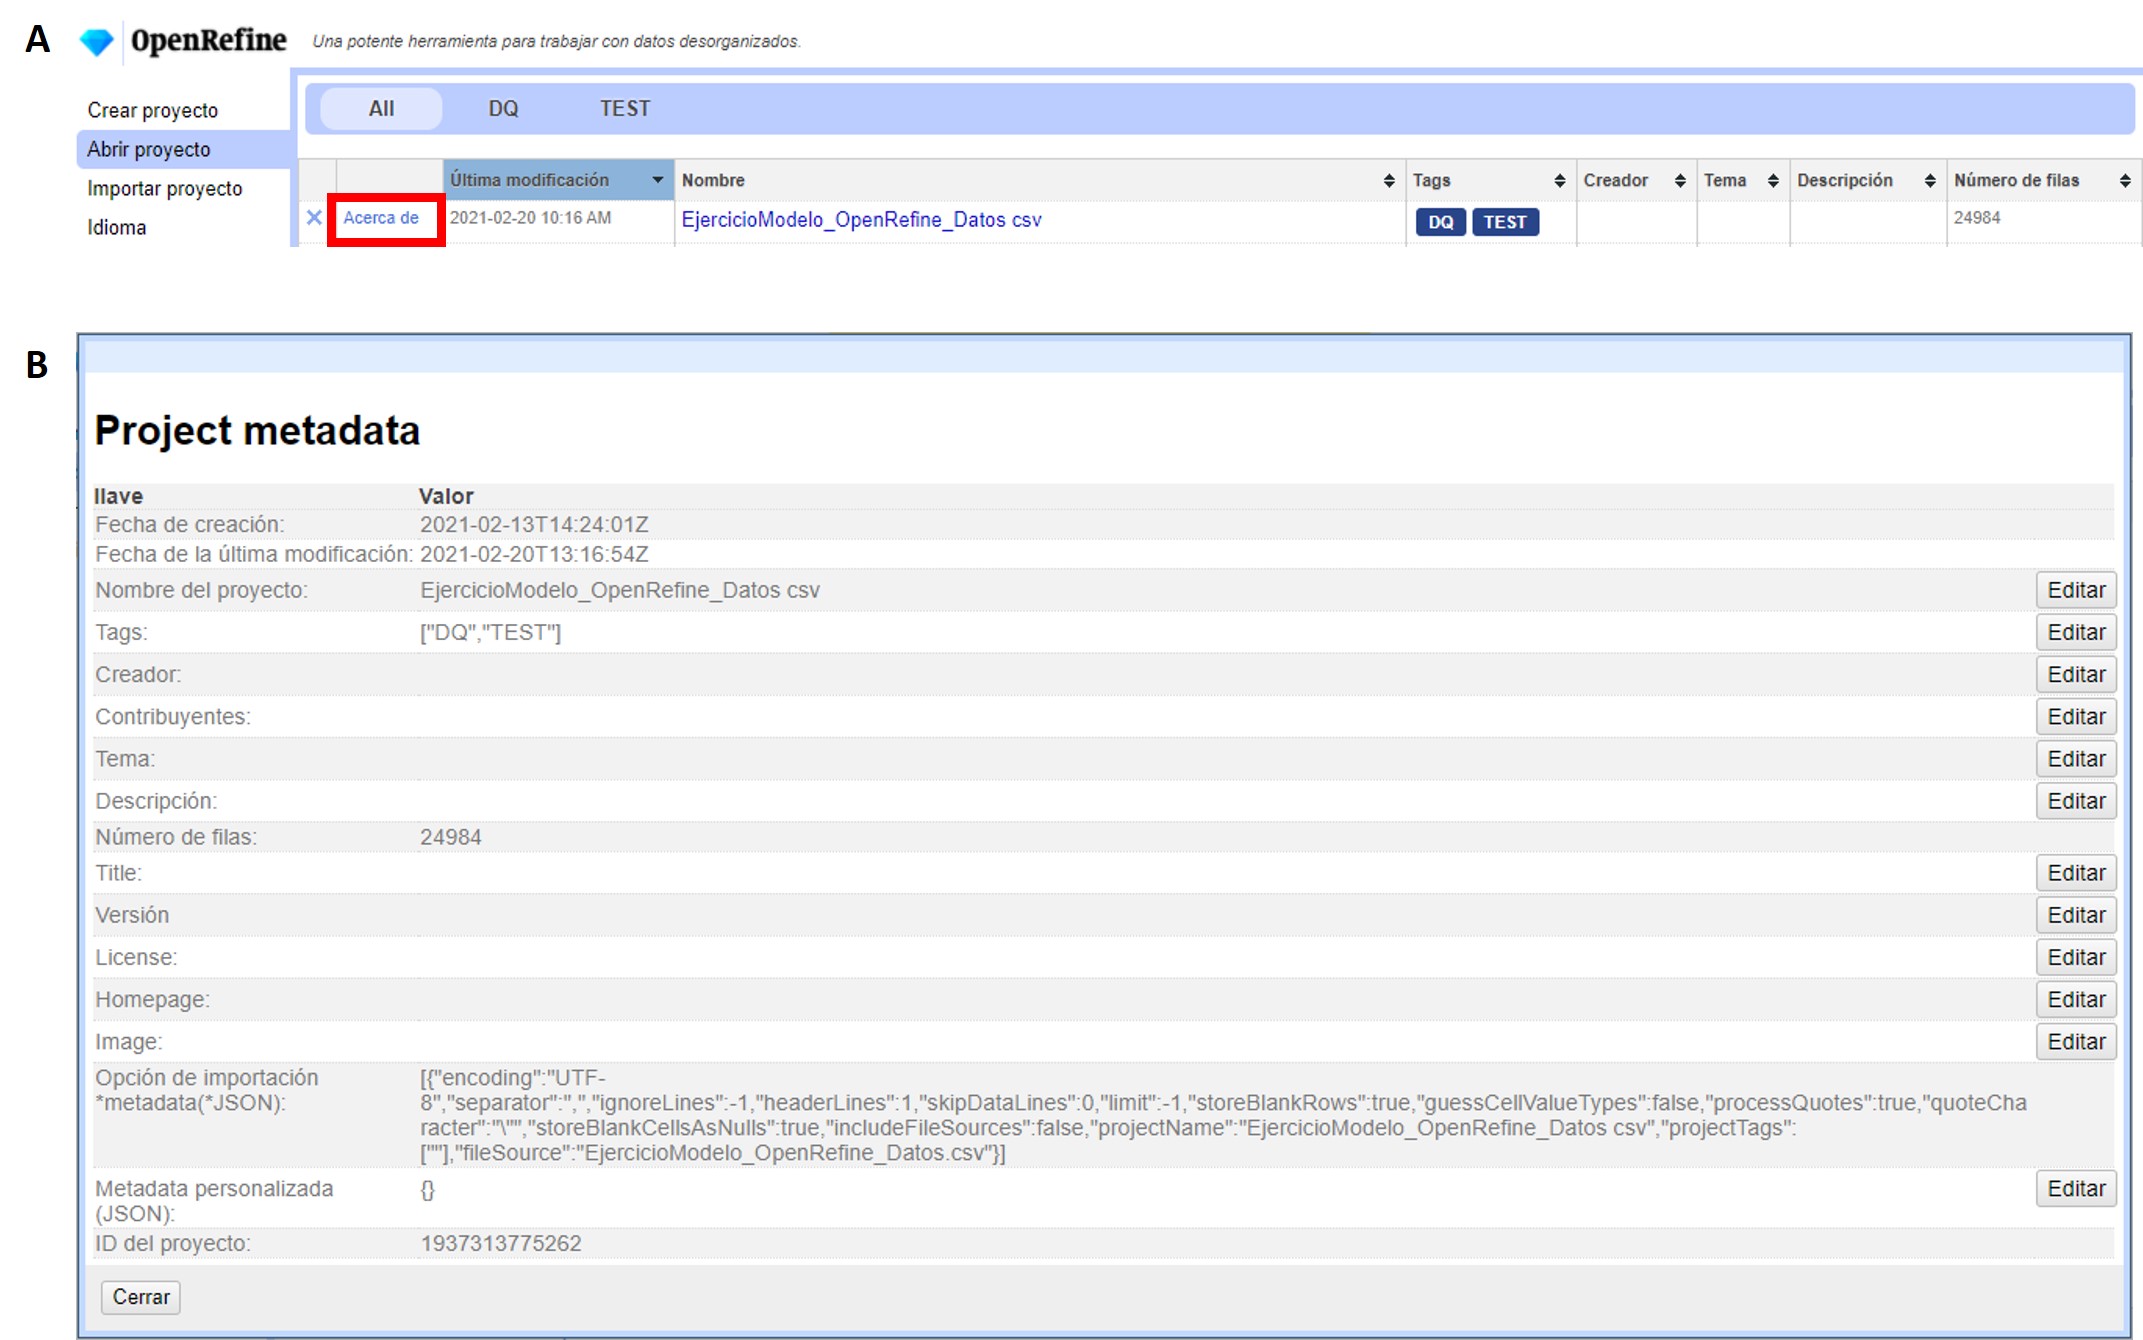 A
OpenRefine Una potente herramienta para trabajar con datos desorganizados.
Crear proyecto
Abrir proyecto
Importar proyecto
Idioma
All DQ TEST
Última modificación Nombre Tags Creador Tema Descripción Número de filas
Acerca de 2021-02-20 10:16 AM EjercicioModelo_OpenRefine_Datos csv DQ TEST 24984
B
Project metadata
llave Valor
Fecha de creación: 2021-02-13T14:24:01Z
Fecha de la última modificación: 2021-02-20T13:16:54Z
Nombre del proyecto: EjercicioModelo_OpenRefine_Datos csv Editar
Tags: ["DQ","TEST"] Editar
Creador: Editar
Contribuyentes: Editar
Tema: Editar
Descripción: Editar
Número de filas: 24984
Title: Editar
Versión Editar
License: Editar
Homepage: Editar
Image: Editar
Opción de importación
*metadata(*JSON):
[{"encoding":"UTF-
8","separator":",","ignoreLines":-1,"headerLines":1,"skipDataLines":0,"limit":-1,"storeBlankRows":true,"guessCellValueTypes":false,"processQuotes":true,"quoteCha
racter":"\"","storeBlankCellsAsNulls":true,"includeFileSources":false,"projectName":"EjercicioModelo_OpenRefine_Datos csv","projectTags":
[""],"fileSource":"EjercicioModelo_OpenRefine_Datos.csv"}]
Metadata personalizada
(JSON):
{} Editar
ID del proyecto: 1937313775262
Cerrar